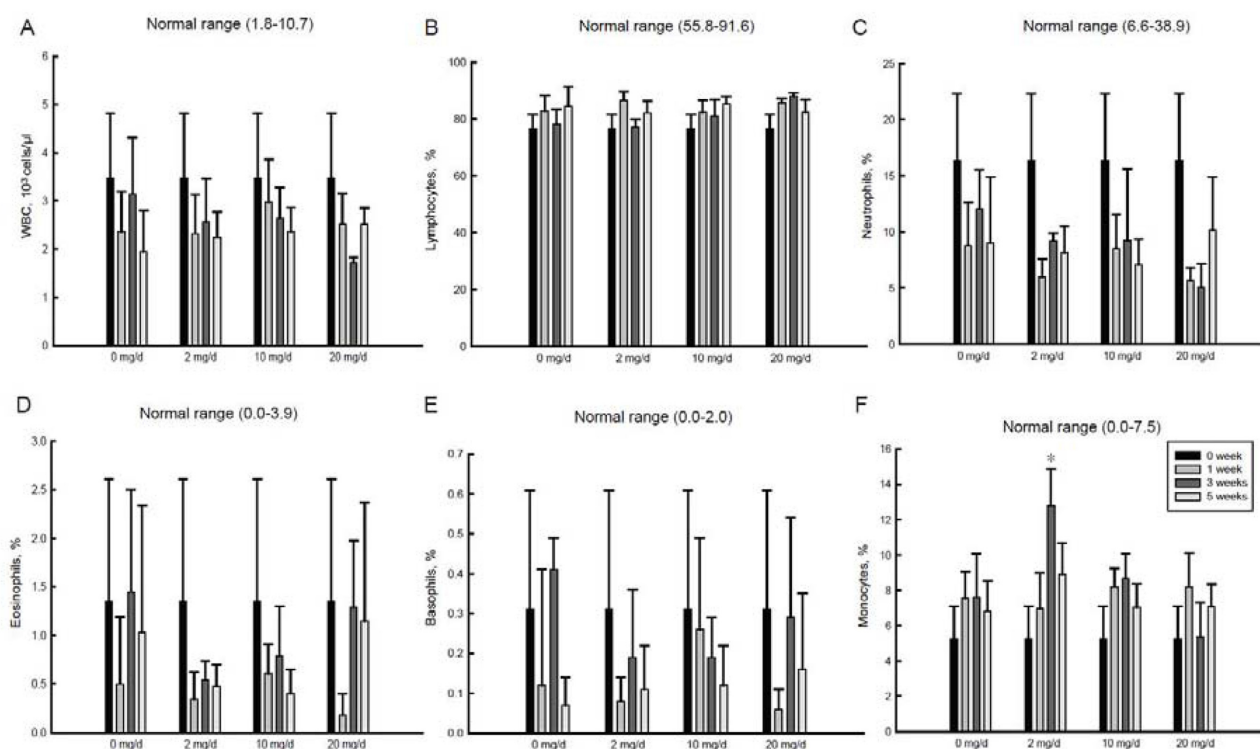 A
Normal range (1.8-10.7)
WBC, 10³ cells/µl
6
5
4
3
2
1
0
0 mg/d
2 mg/d
10 mg/d
20 mg/d
B
Normal range (55.8-91.6)
Lymphocytes, %
100
80
60
40
20
0
0 mg/d
2 mg/d
10 mg/d
20 mg/d
C
Normal range (6.6-38.9)
Neutrophils, %
25
20
15
10
5
0
0 mg/d
2 mg/d
10 mg/d
20 mg/d
D
Normal range (0.0-3.9)
Eosinophils, %
3.0
2.5
2.0
1.5
1.0
0.5
0.0
0 mg/d
2 mg/d
10 mg/d
20 mg/d
E
Normal range (0.0-2.0)
Basophils, %
0.7
0.6
0.5
0.4
0.3
0.2
0.1
0.0
0 mg/d
2 mg/d
10 mg/d
20 mg/d
F
Normal range (0.0-7.5)
Monocytes, %
16
14
12
10
8
6
4
2
0
*
0 week
1 week
3 weeks
5 weeks
0 mg/d
2 mg/d
10 mg/d
20 mg/d